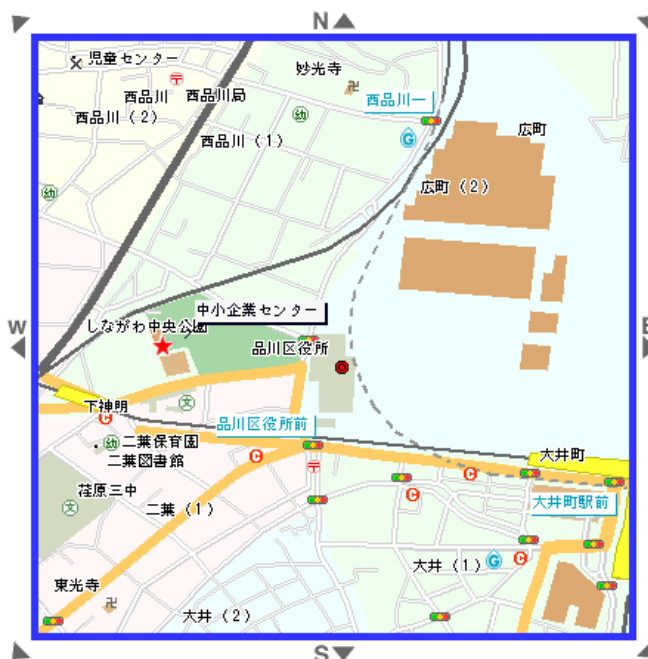 N
児童センター
妙光寺
西品川
西品川局
西品川一
西品川(2)
西品川(1)
広町
広町(2)
幼
幼
G
W
E
中小企業センター
しながわ中央公園
品川区役所
下神明
文
C
品川区役所前
二葉保育園
幼
二葉図書館
大井町
C
C
C
荏原三中
文
二葉(1)
大井町駅前
大井(1)
G
C
東光寺
大井(2)
S